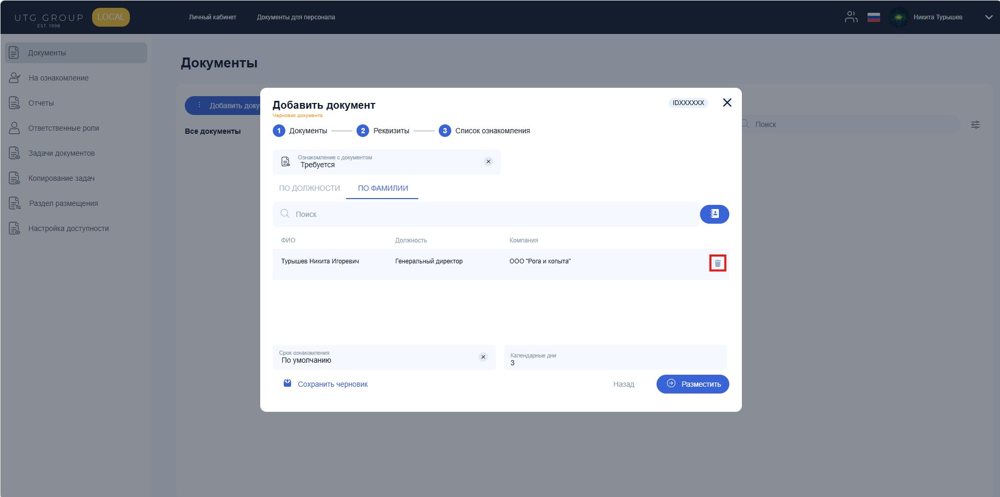 UTG GROUP
EST. 1998
LOCAL
Личный кабинет
Документы для персонала
Никита Турышев
Документы
На ознакомление
Отчеты
Ответственные роли
Задачи документов
Копирование задач
Раздел размещения
Настройка доступности
Документы
Добавить доку
Все документы
Поиск
Добавить документ
IDXXXXXX
Черновик документа
1 Документы
2 Реквизиты
3 Список ознакомления
Ознакомление с документом
Требуется
ПО ДОЛЖНОСТИ
ПО ФАМИЛИИ
Поиск
ФИО Должность Компания
Турышев Никита Игоревич Генеральный директор ООО "Рога и копыта"
Срок ознакомления
По умолчанию
Календарные дни
3
Сохранить черновик
Назад
Разместить